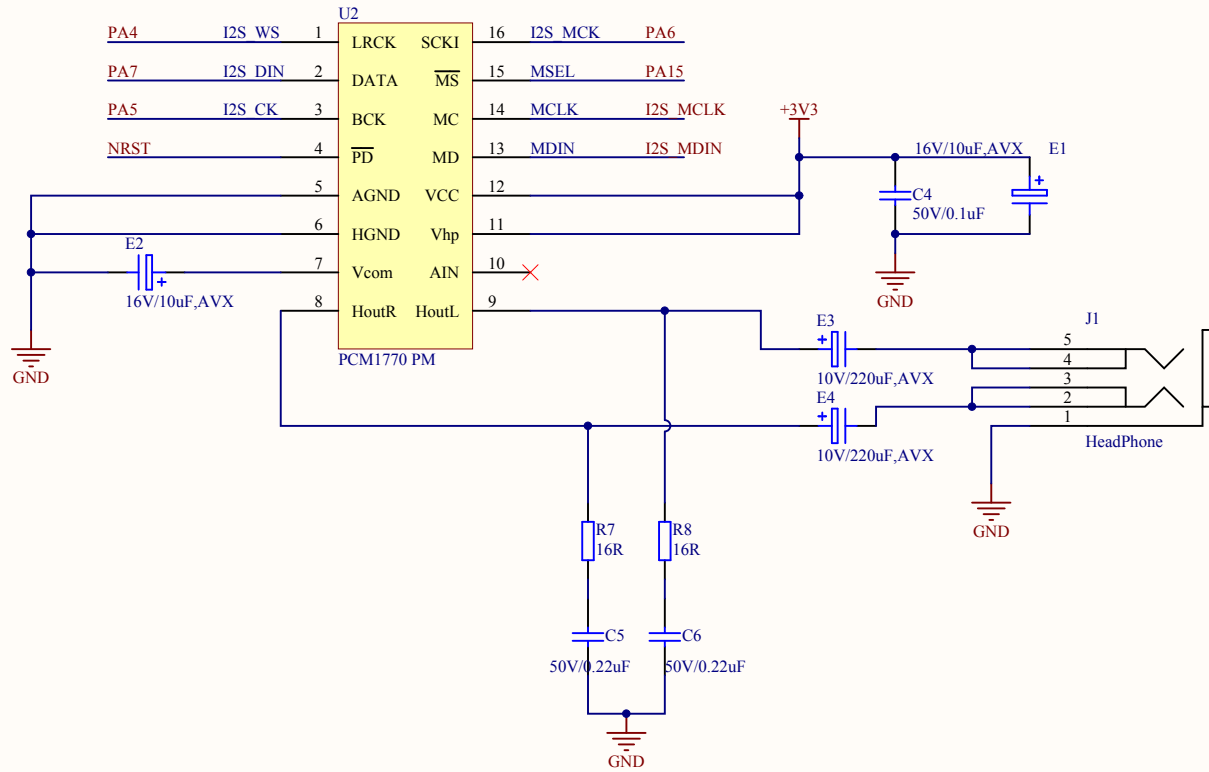 U2
PA4 I2S_WS 1 LRCK SCKI 16 I2S_MCK PA6
PA7 I2S_DIN 2 DATA MS 15 MSEL PA15
PA5 I2S_CK 3 BCK MC 14 MCLK I2S_MCLK
NRST 4 PD MD 13 MDIN I2S_MDIN
5 AGND VCC 12
6 HGND Vhp 11
7 Vcom AIN 10
8 HoutR HoutL 9
PCM1770 PM
E2
16V/10uF,AVX
GND
+3V3
16V/10uF,AVX E1
C4
50V/0.1uF
GND
E3
10V/220uF,AVX
E4
10V/220uF,AVX
J1
5
4
3
2
1
HeadPhone
GND
R7
16R
R8
16R
C5
50V/0.22uF
C6
50V/0.22uF
GND